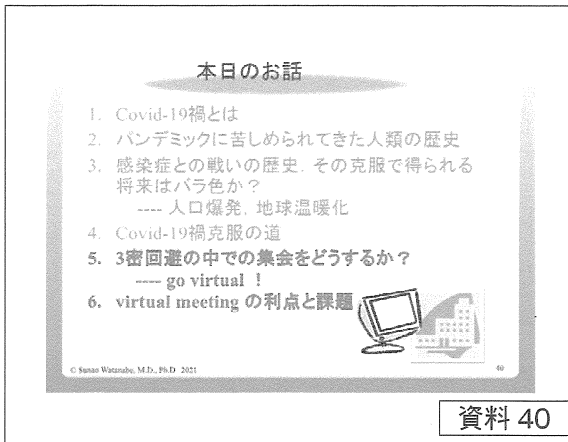 本日のお話
1. Covid-19禍とは
2. パンデミックに苦しめられてきた人類の歴史
3. 感染症との戦いの歴史. その克服で得られる
将来はバラ色か？
---- 人口爆発, 地球温暖化
4. Covid-19禍克服の道
5. 3密回避の中での集会をどうするか？
---- go virtual ！
6. virtual meeting の利点と課題
© Sunao Watanabe, M.D., Ph.D 2021
40
資料 40